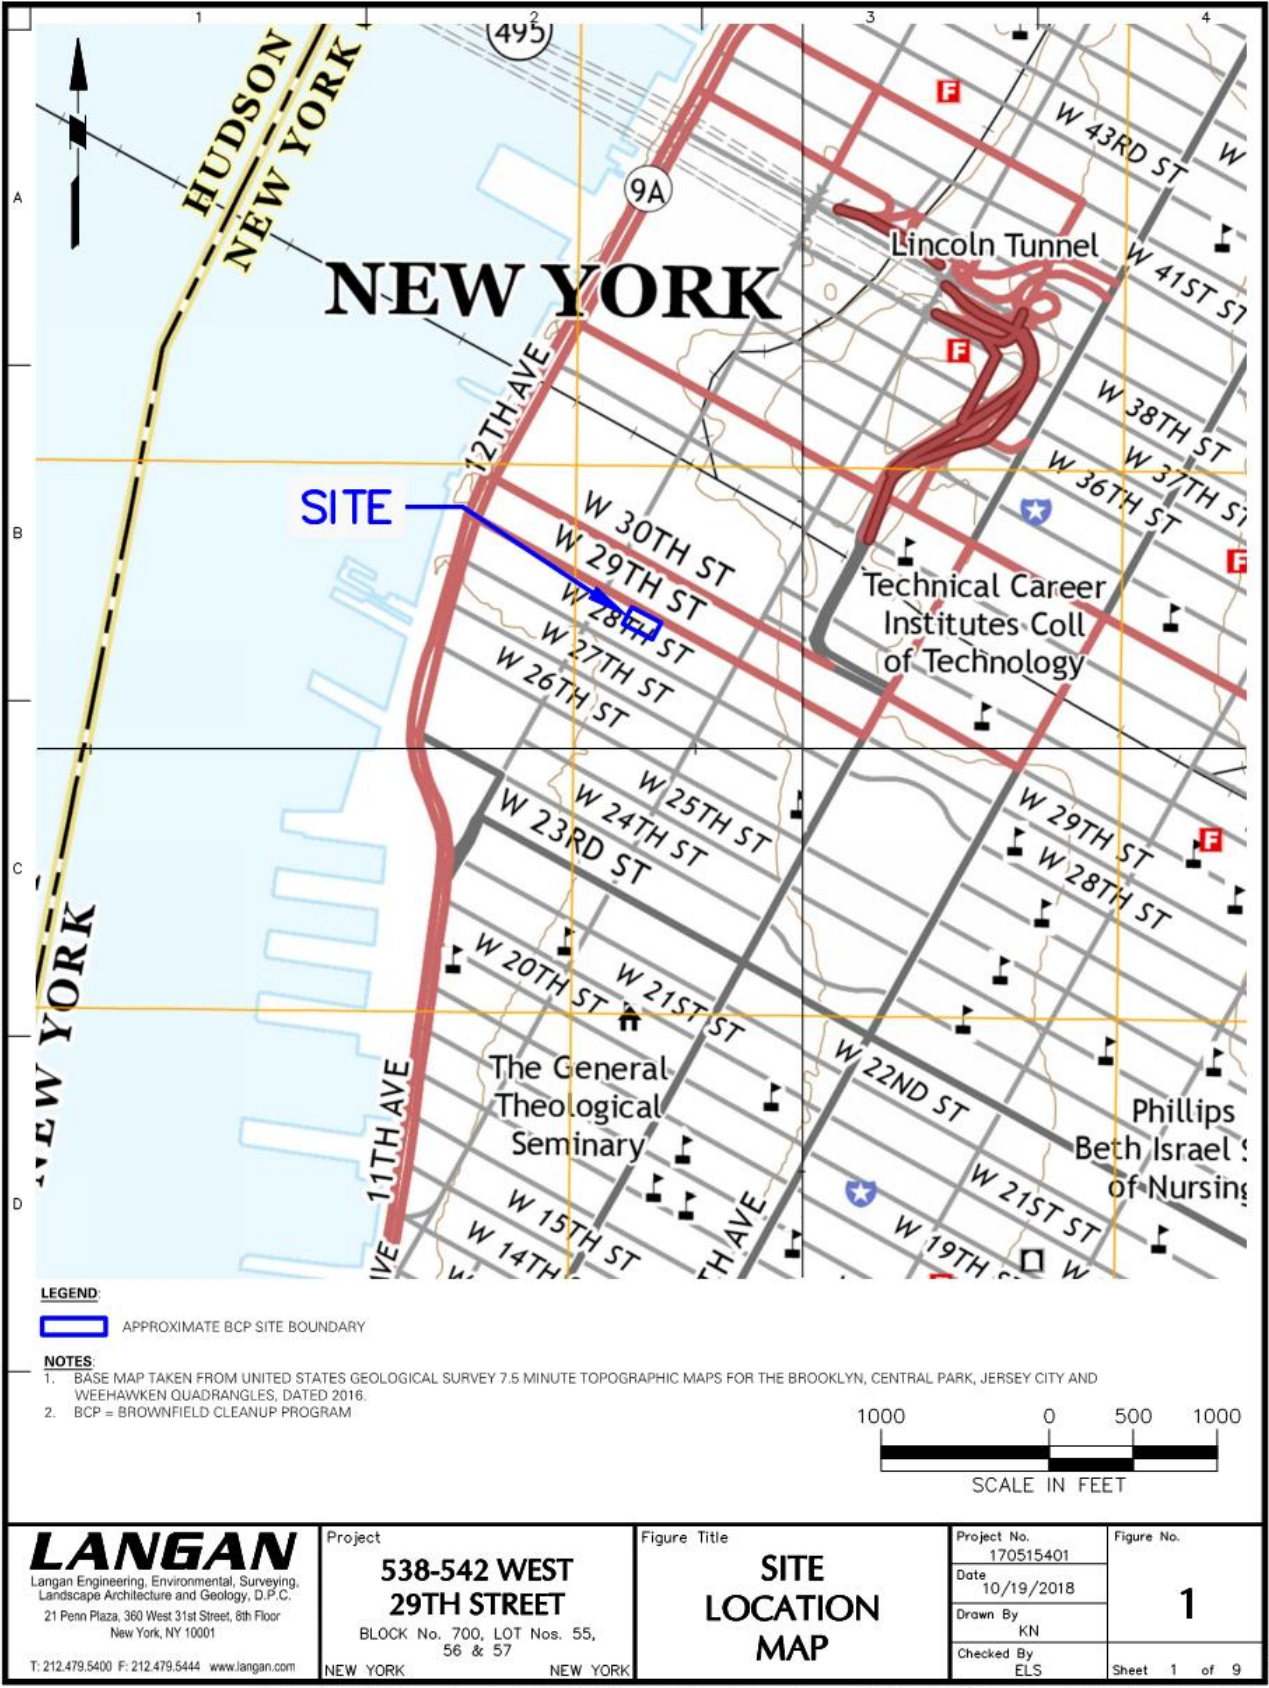 1
2
3
4
495
HUDSON
NEW YORK
W 43RD ST
W
A
9A
Lincoln Tunnel
W 41ST ST
NEW YORK
12TH AVE
W 38TH ST
W 37TH ST
W 36TH ST
SITE
B
W 30TH ST
W 29TH ST
W 28TH ST
W 27TH ST
W 26TH ST
Technical Career
Institutes Coll
of Technology
W 25TH ST
W 24TH ST
W 23RD ST
W 29TH ST
W 28TH ST
C
NEW YORK
W 20TH ST
W 21ST ST
W 22ND ST
The General
Theological
Seminary
11TH AVE
Phillips
Beth Israel S
of Nursing
D
W 21ST ST
W 15TH ST
W 14TH
TH AVE
W 19TH S
W
W
VE
F
F
F
F
LEGEND:
APPROXIMATE BCP SITE BOUNDARY
NOTES:
1. BASE MAP TAKEN FROM UNITED STATES GEOLOGICAL SURVEY 7.5 MINUTE TOPOGRAPHIC MAPS FOR THE BROOKLYN, CENTRAL PARK, JERSEY CITY AND
WEEHAWKEN QUADRANGLES, DATED 2016.
2. BCP = BROWNFIELD CLEANUP PROGRAM
1000 0 500 1000
SCALE IN FEET
LANGAN
Langan Engineering, Environmental, Surveying,
Landscape Architecture and Geology, D.P.C.
21 Penn Plaza, 360 West 31st Street, 8th Floor
New York, NY 10001
T: 212.479.5400 F: 212.479.5444 www.langan.com
Project
538-542 WEST
29TH STREET
BLOCK No. 700, LOT Nos. 55,
56 & 57
NEW YORK NEW YORK
Figure Title
SITE
LOCATION
MAP
Project No.
170515401
Date
10/19/2018
Drawn By
KN
Checked By
ELS
Figure No.
1
Sheet 1 of 9